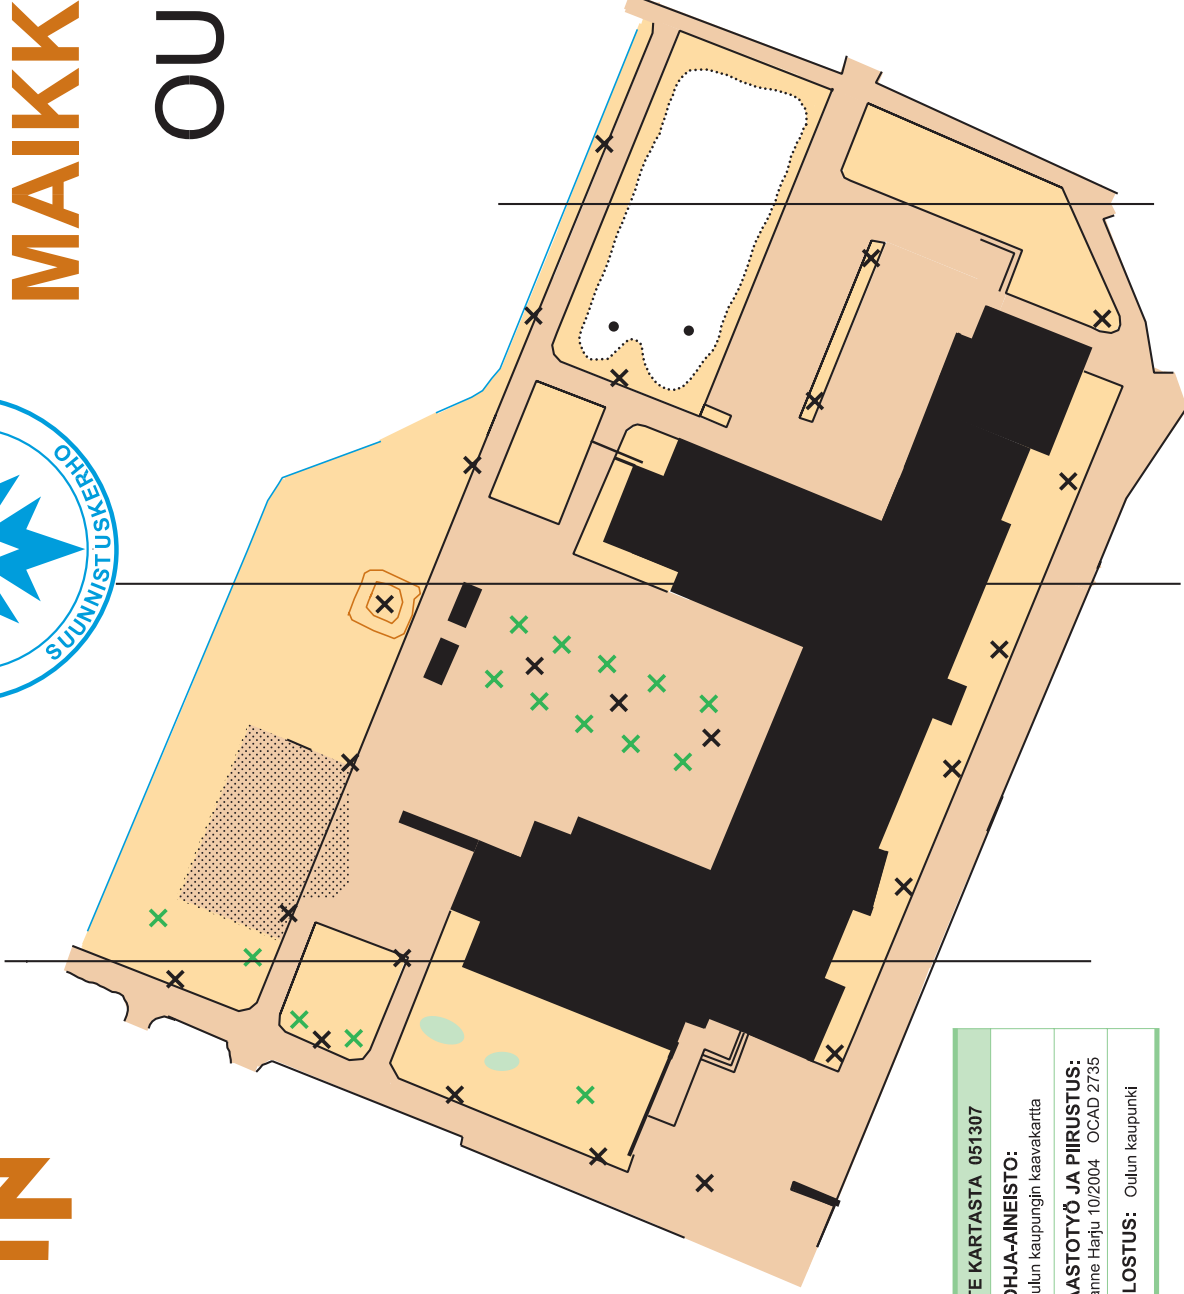 MAIKK
OU
SUUNNISTUSKERHO
IN
TE KARTASTA 051307
OHJA-AINEISTO:
ulun kaupungin kaavakartta
AASTOTYÖ JA PIIRUSTUS:
anne Harju 10/2004 OCAD 2735
LOSTUS: Oulun kaupunki